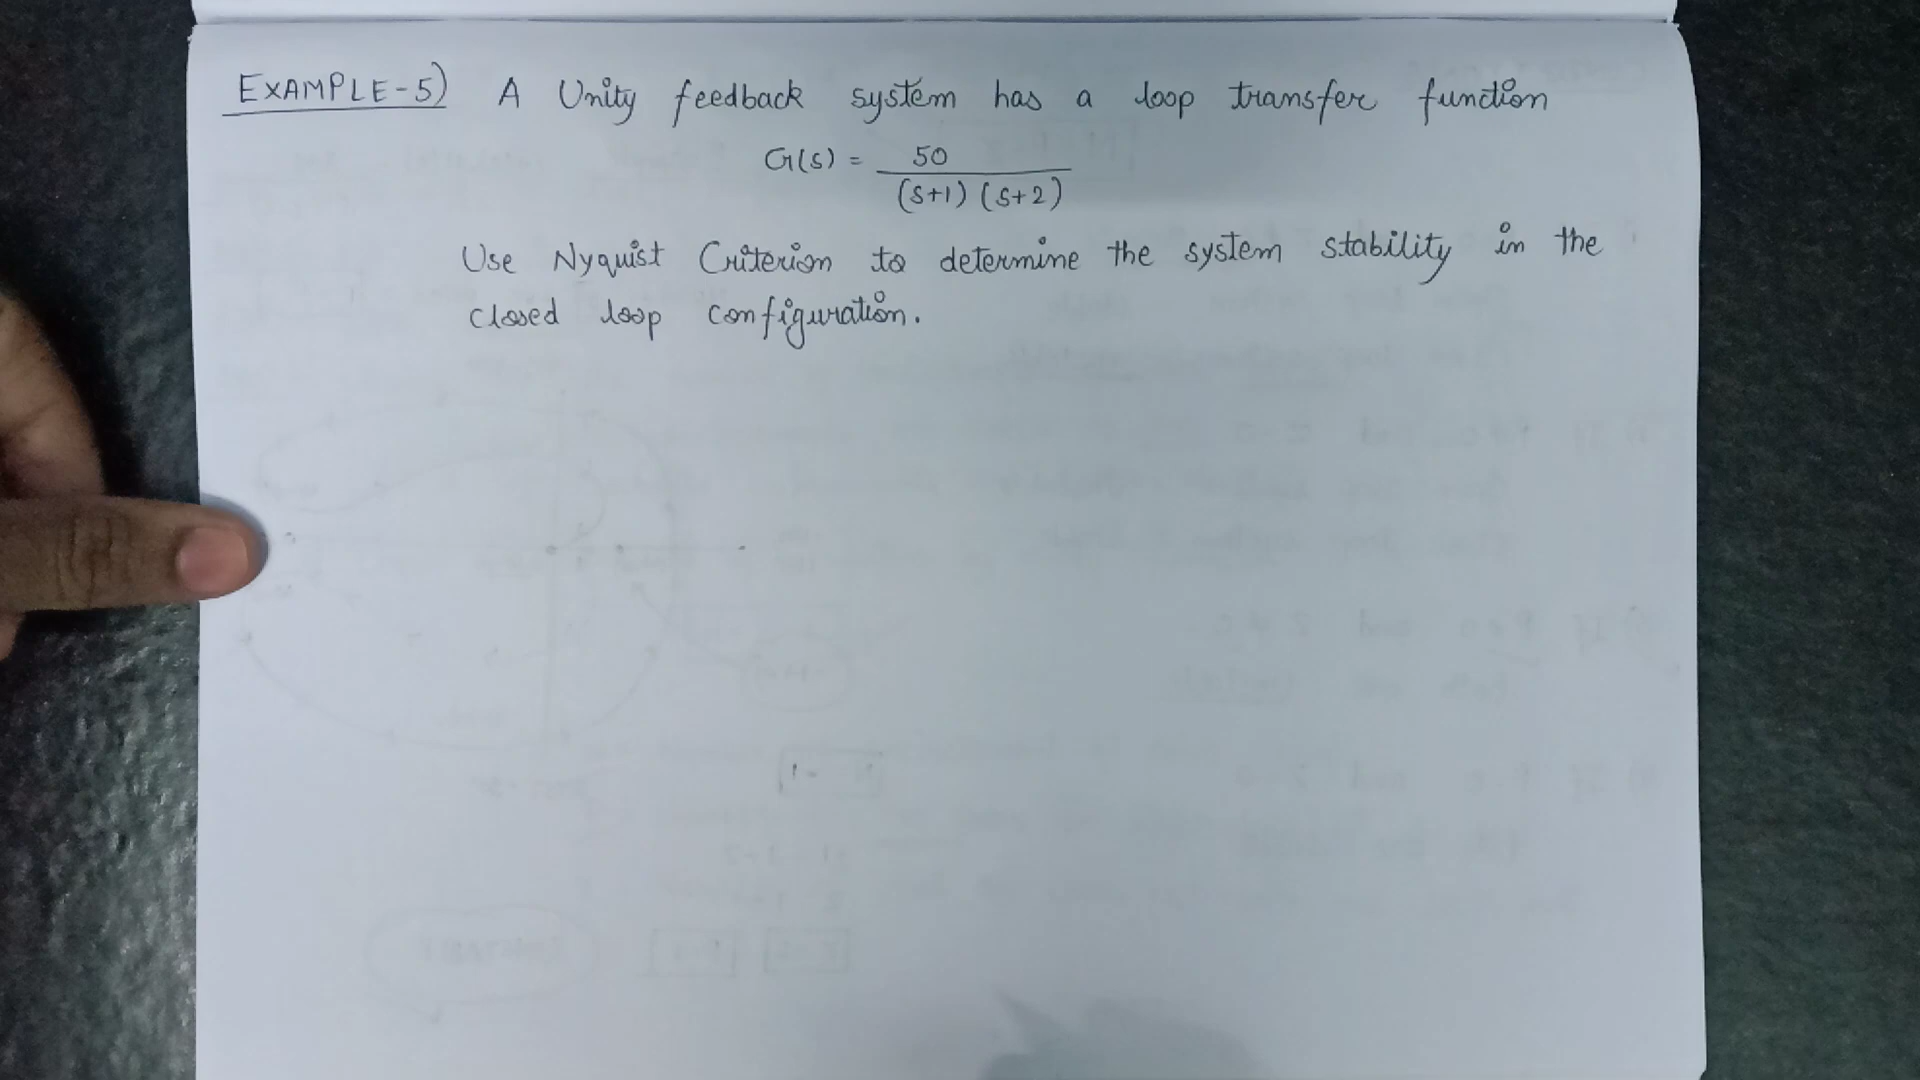 EXAMPLE-5) A Unity feedback system has a loop transfer function
G(s) = 50 / (s+1) (s+2)
Use Nyquist Criterion to determine the system stability in the
closed loop configuration.